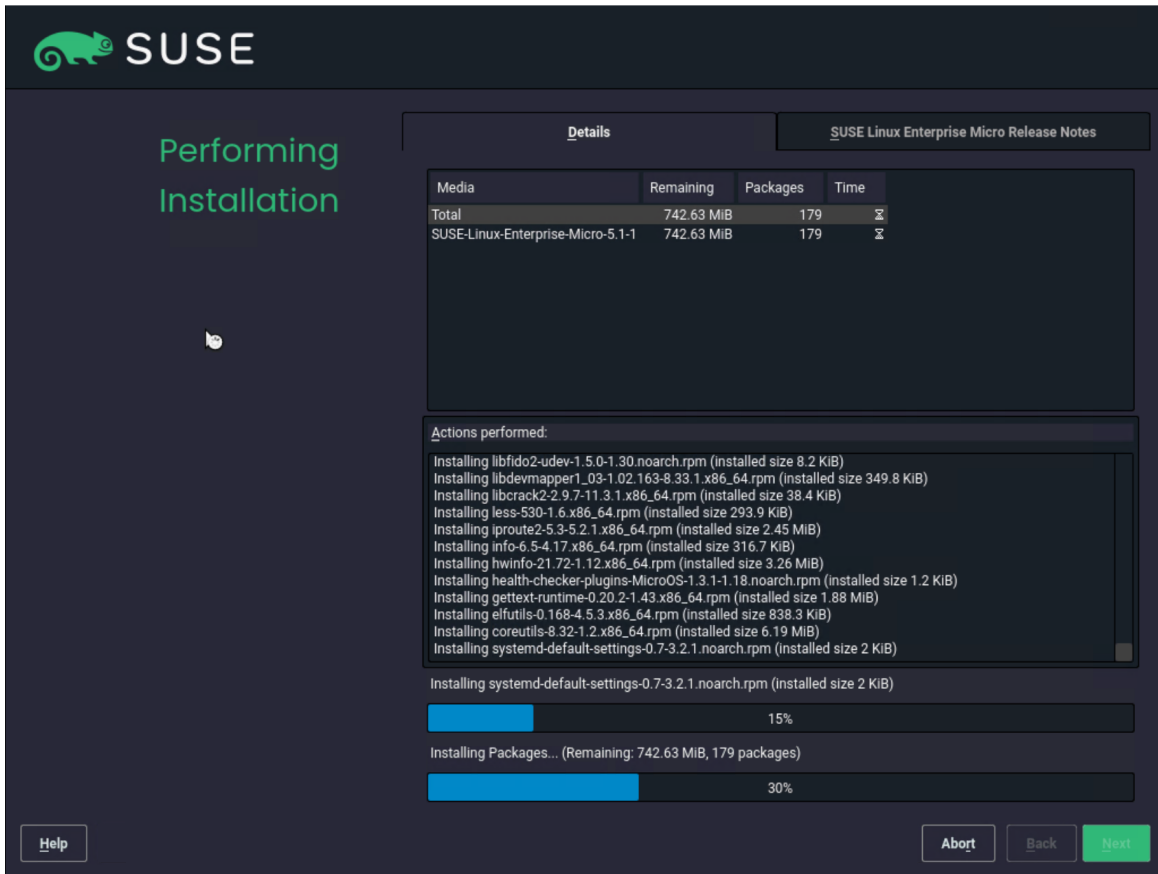 SUSE
Performing
Installation
Details
SUSE Linux Enterprise Micro Release Notes
Media Remaining Packages Time
Total 742.63 MiB 179
SUSE-Linux-Enterprise-Micro-5.1-1 742.63 MiB 179
Actions performed:
Installing libfido2-udev-1.5.0-1.30.noarch.rpm (installed size 8.2 KiB)
Installing libdevmapper1_03-1.02.163-8.33.1.x86_64.rpm (installed size 349.8 KiB)
Installing libcrack2-2.9.7-11.3.1.x86_64.rpm (installed size 38.4 KiB)
Installing less-530-1.6.x86_64.rpm (installed size 293.9 KiB)
Installing iproute2-5.3-5.2.1.x86_64.rpm (installed size 2.45 MiB)
Installing info-6.5-4.17.x86_64.rpm (installed size 316.7 KiB)
Installing hwinfo-21.72-1.12.x86_64.rpm (installed size 3.26 MiB)
Installing health-checker-plugins-MicroOS-1.3.1-1.18.noarch.rpm (installed size 1.2 KiB)
Installing gettext-runtime-0.20.2-1.43.x86_64.rpm (installed size 1.88 MiB)
Installing elfutils-0.168-4.5.3.x86_64.rpm (installed size 838.3 KiB)
Installing coreutils-8.32-1.2.x86_64.rpm (installed size 6.19 MiB)
Installing systemd-default-settings-0.7-3.2.1.noarch.rpm (installed size 2 KiB)
Installing systemd-default-settings-0.7-3.2.1.noarch.rpm (installed size 2 KiB)
15%
Installing Packages... (Remaining: 742.63 MiB, 179 packages)
30%
Help
Abort
Back
Next